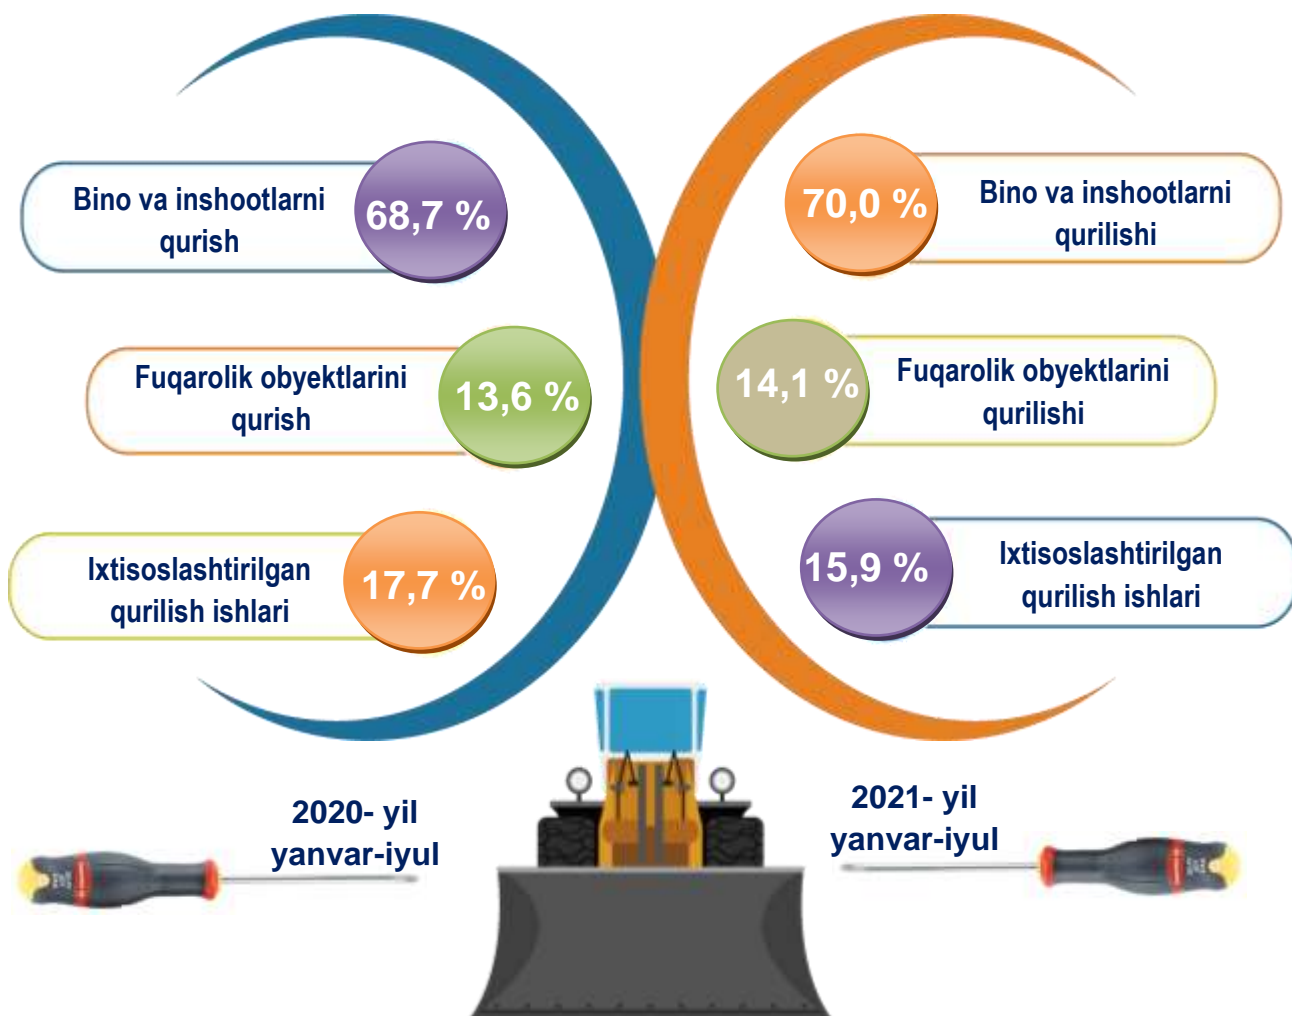 Bino va inshootlarni
qurish
68,7 %
Fuqarolik obyektlarini
qurish
13,6 %
Ixtisoslashtirilgan
qurilish ishlari
17,7 %
2020- yil
yanvar-iyul
70,0 %
Bino va inshootlarni
qurilishi
14,1 %
Fuqarolik obyektlarini
qurilishi
15,9 %
Ixtisoslashtirilgan
qurilish ishlari
2021- yil
yanvar-iyul